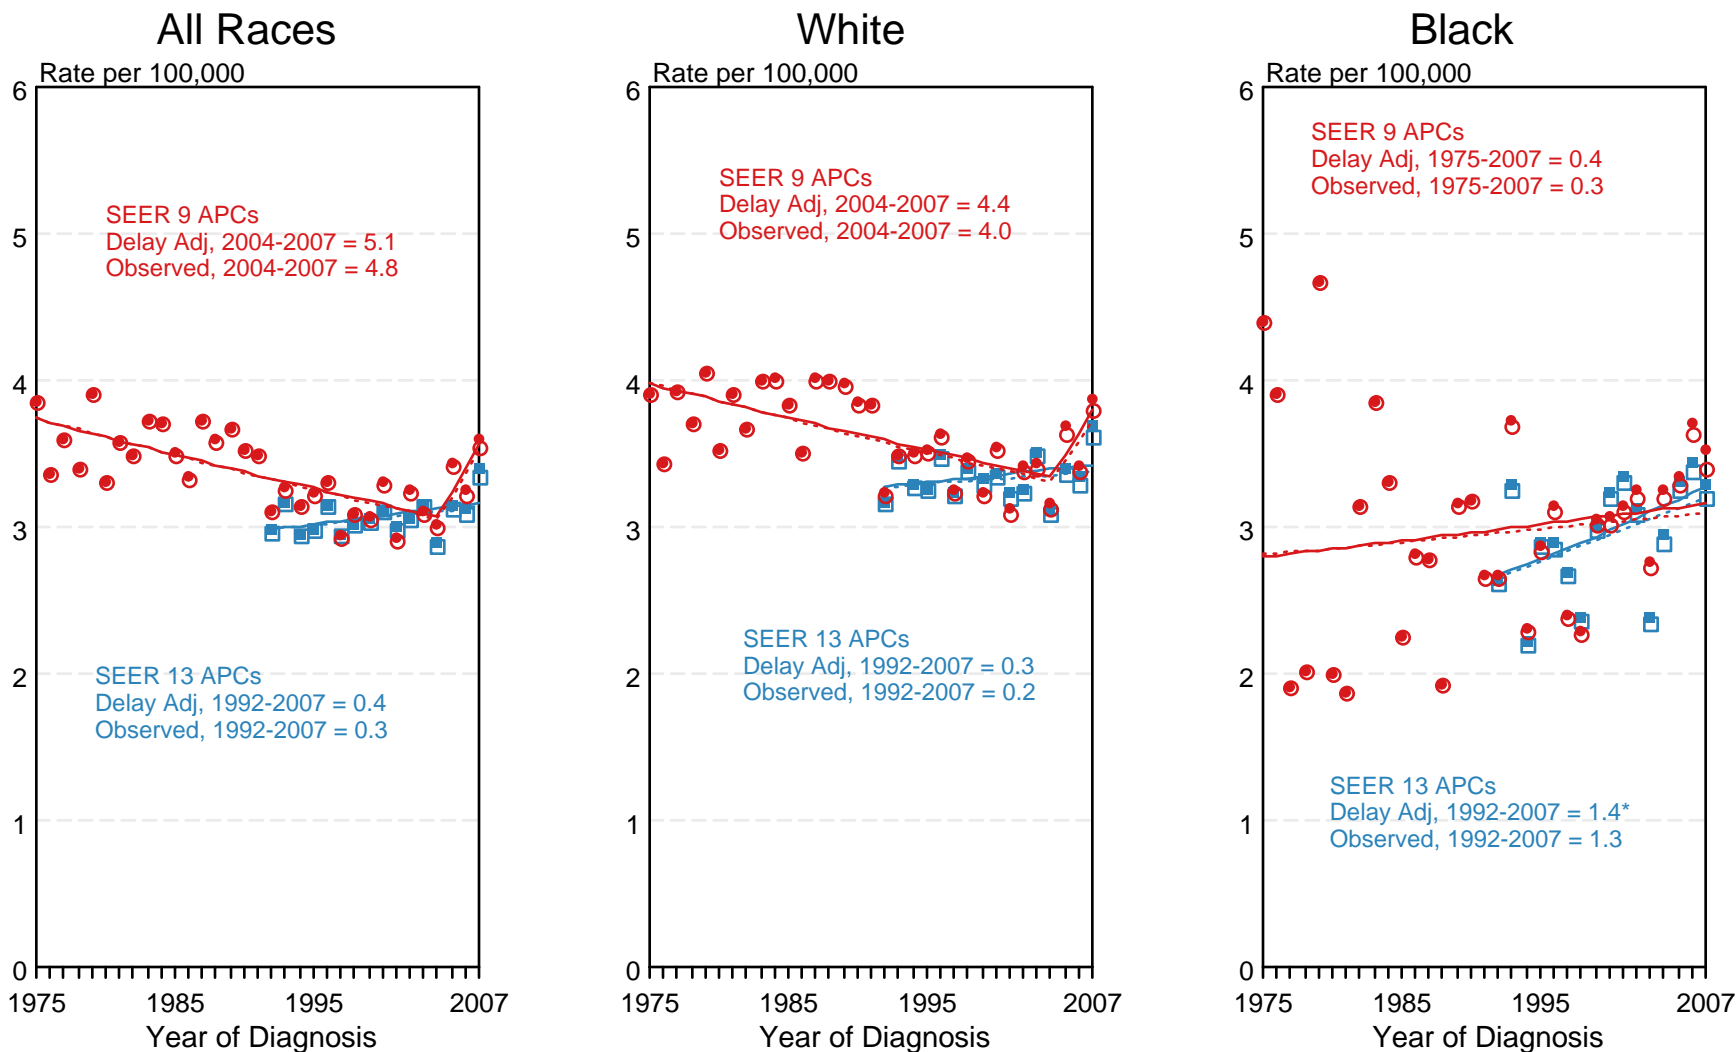 All Races
Rate per 100,000
6
5
4
3
2
1
0
SEER 9 APCs
Delay Adj, 2004-2007 = 5.1
Observed, 2004-2007 = 4.8
SEER 13 APCs
Delay Adj, 1992-2007 = 0.4
Observed, 1992-2007 = 0.3
1975 1985 1995 2007
Year of Diagnosis
White
Rate per 100,000
6
5
4
3
2
1
0
SEER 9 APCs
Delay Adj, 2004-2007 = 4.4
Observed, 2004-2007 = 4.0
SEER 13 APCs
Delay Adj, 1992-2007 = 0.3
Observed, 1992-2007 = 0.2
1975 1985 1995 2007
Year of Diagnosis
Black
Rate per 100,000
6
5
4
3
2
1
0
SEER 9 APCs
Delay Adj, 1975-2007 = 0.4
Observed, 1975-2007 = 0.3
SEER 13 APCs
Delay Adj, 1992-2007 = 1.4*
Observed, 1992-2007 = 1.3
1975 1985 1995 2007
Year of Diagnosis